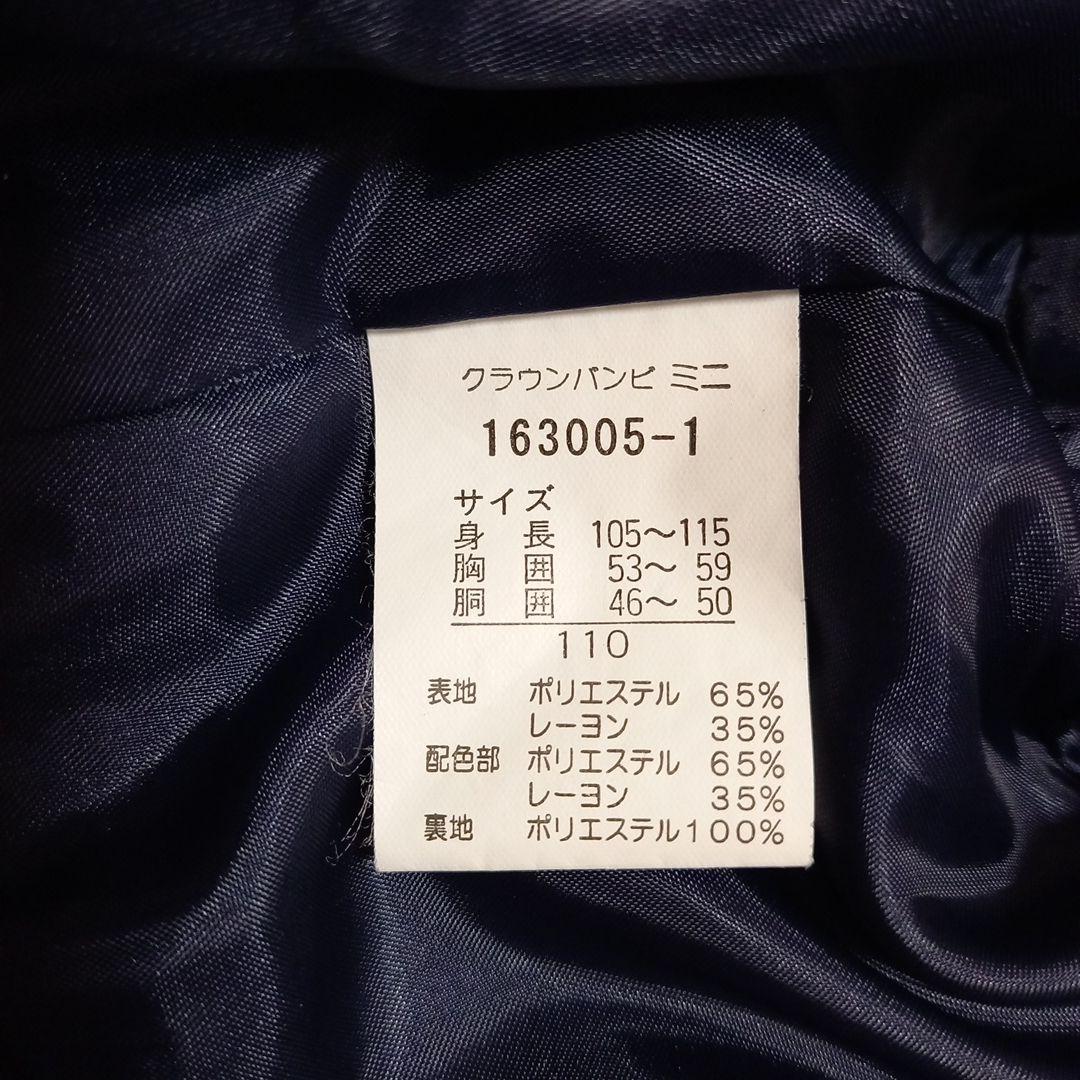 クラウンバンビ ミニ
163005-1
サイズ
身長 105〜115
胸囲 53〜 59
胴囲 46〜 50
110
表地 ポリエステル 65%
レーヨン 35%
配色部 ポリエステル 65%
レーヨン 35%
裏地 ポリエステル100%